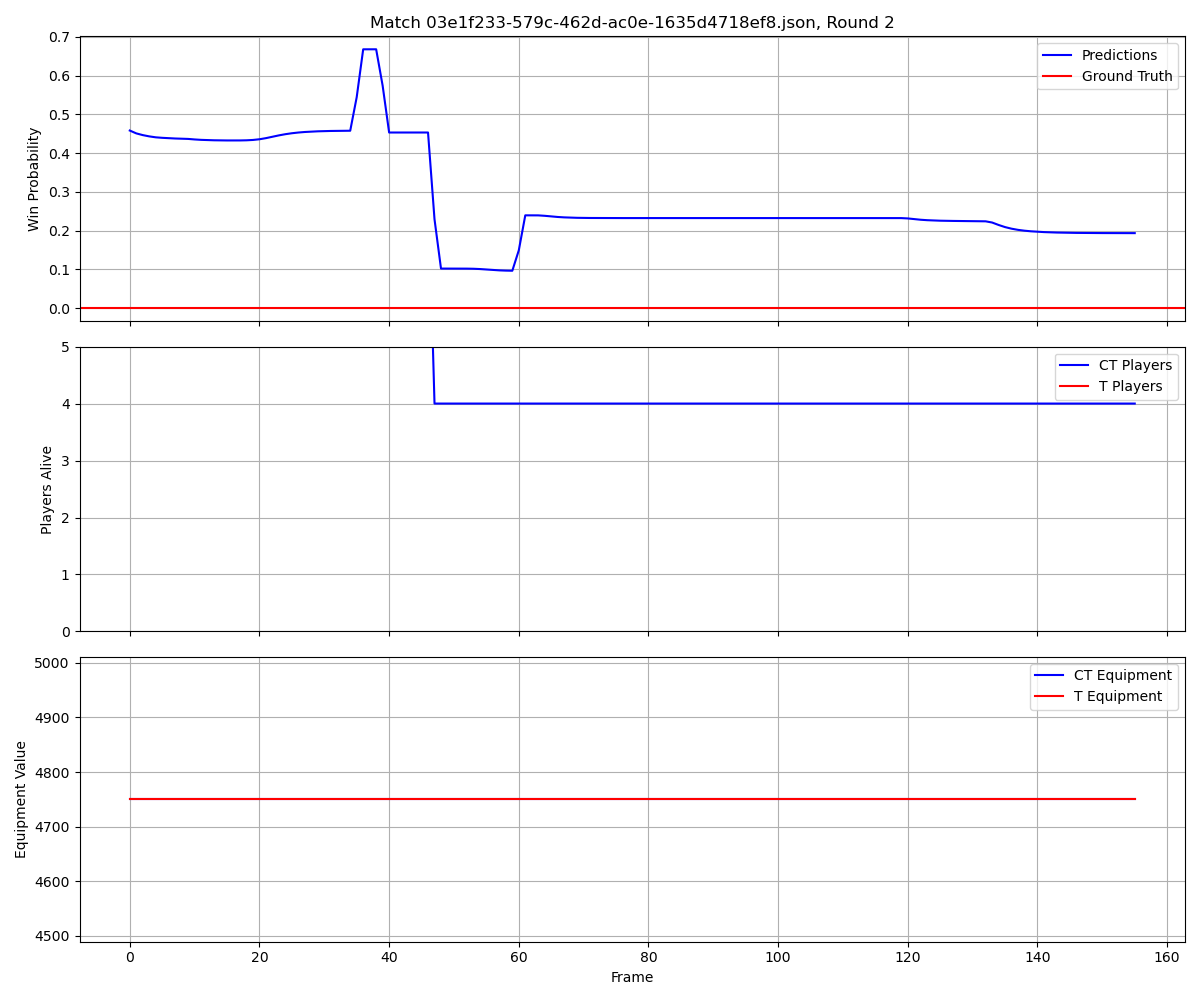 Match 03e1f233-579c-462d-ac0e-1635d4718ef8.json, Round 2
0.7
0.6
0.5
0.4
0.3
0.2
0.1
0.0
Win Probability
Predictions
Ground Truth
5
4
3
2
1
0
Players Alive
CT Players
T Players
5000
4900
4800
4700
4600
4500
Equipment Value
CT Equipment
T Equipment
0 20 40 60 80 100 120 140 160
Frame